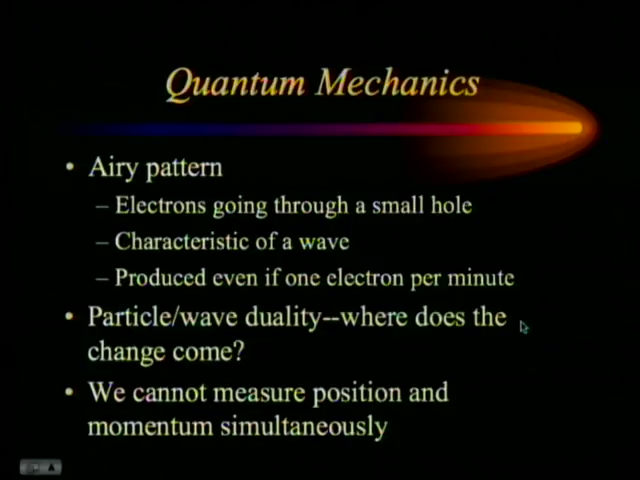 Quantum Mechanics
• Airy pattern
– Electrons going through a small hole
– Characteristic of a wave
– Produced even if one electron per minute
• Particle/wave duality--where does the
change come?
• We cannot measure position and
momentum simultaneously